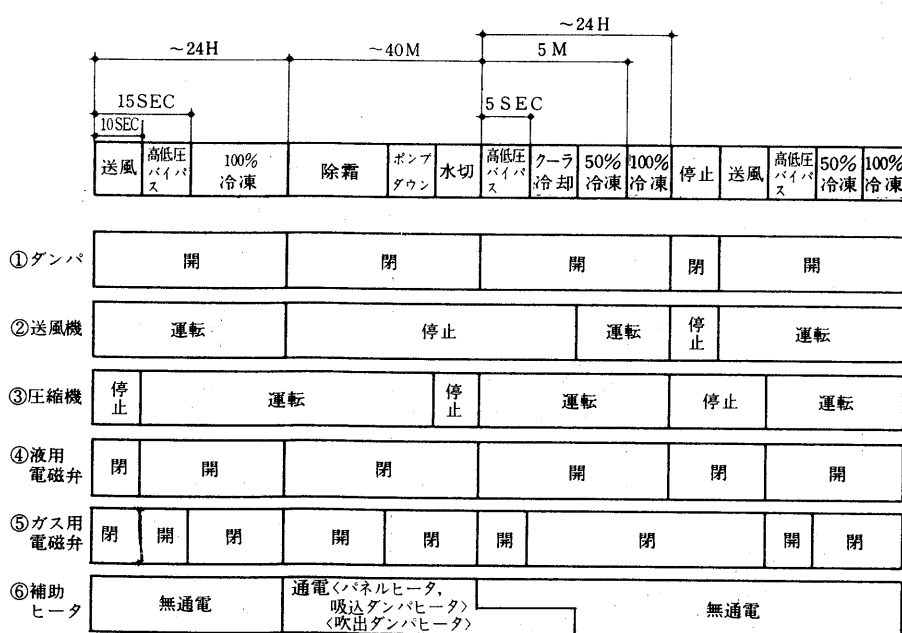 ~24H
~24H
~40M
5M
15SEC
5SEC
10SEC
送風
高低圧
バイパ
ス
100%
冷凍
除霜
ポンプ
ダウン
水切
高低圧
バイパ
ス
クーラ
冷却
50%
冷凍
100%
冷凍
停止
送風
高低圧
バイパ
ス
50%
冷凍
100%
冷凍
①ダンパ
開
閉
開
閉
開
②送風機
運転
停止
運転
停
止
運転
③圧縮機
停
止
運転
停
止
運転
停止
運転
④液用
電磁弁
閉
開
閉
開
閉
開
⑤ガス用
電磁弁
閉
開
閉
開
閉
開
閉
開
閉
⑥補助
ヒータ
無通電
通電〈パネルヒータ,
吸込ダンパヒータ〉
〈吹出ダンパヒータ〉
無通電